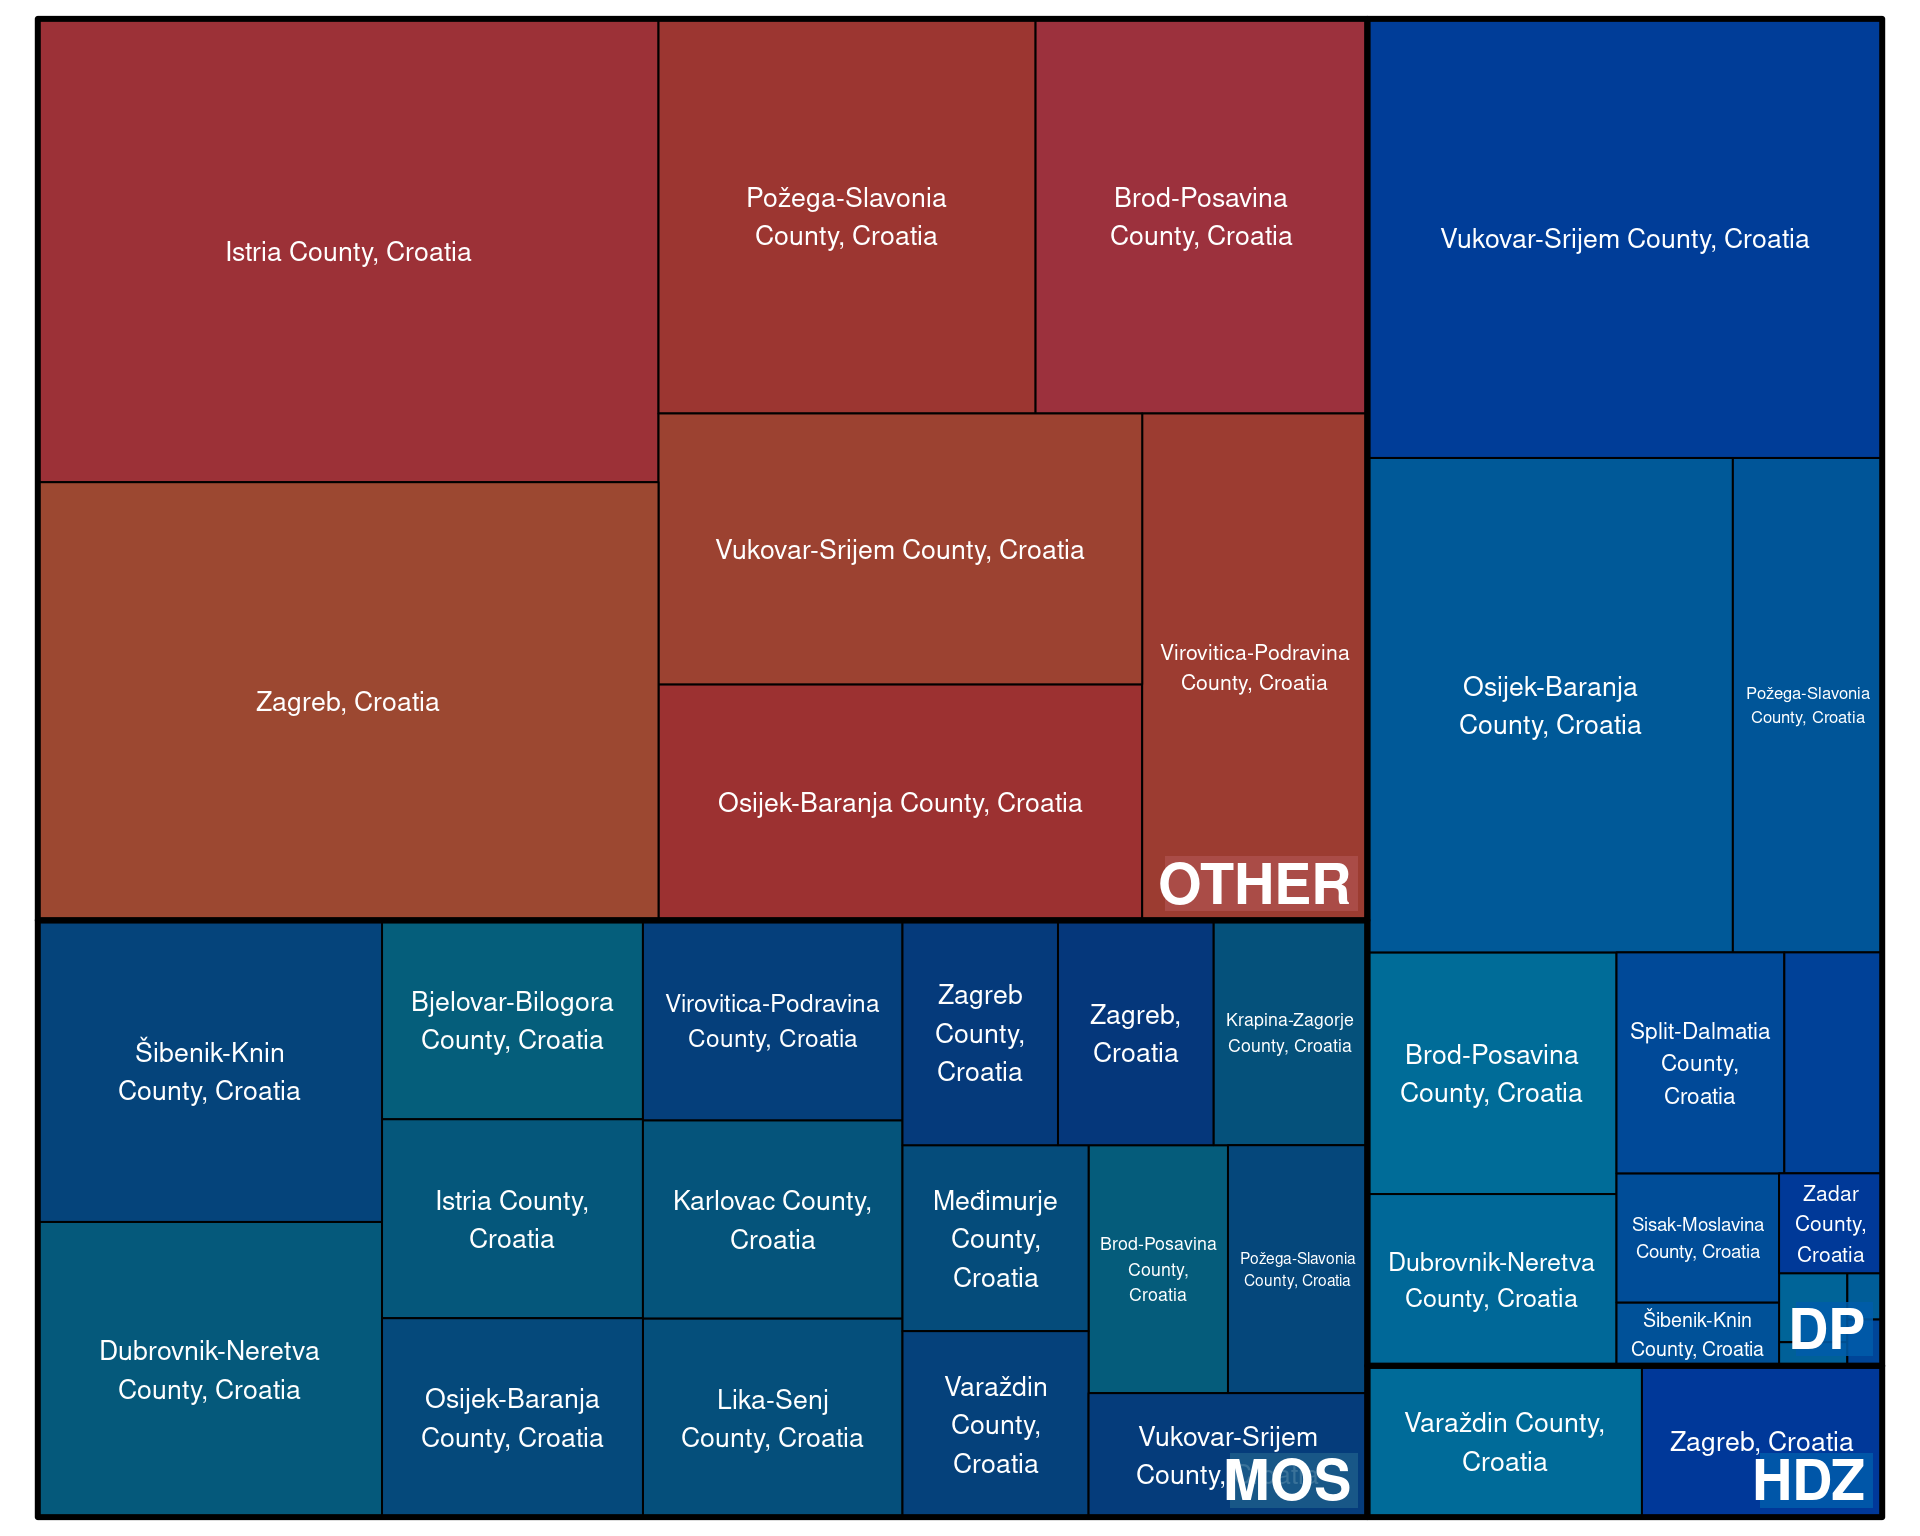 Istria County, Croatia
Požega-Slavonia
County, Croatia
Brod-Posavina
County, Croatia
Zagreb, Croatia
Vukovar-Srijem County, Croatia
Osijek-Baranja County, Croatia
Virovitica-Podravina
County, Croatia
OTHER
Vukovar-Srijem County, Croatia
Osijek-Baranja
County, Croatia
Požega-Slavonia
County, Croatia
Brod-Posavina
County, Croatia
Split-Dalmatia
County,
Croatia
Dubrovnik-Neretva
County, Croatia
Sisak-Moslavina
County, Croatia
Zadar
County,
Croatia
Šibenik-Knin
County, Croatia
DP
Šibenik-Knin
County, Croatia
Dubrovnik-Neretva
County, Croatia
Bjelovar-Bilogora
County, Croatia
Istria County,
Croatia
Osijek-Baranja
County, Croatia
Virovitica-Podravina
County, Croatia
Karlovac County,
Croatia
Lika-Senj
County, Croatia
Zagreb
County,
Croatia
Zagreb,
Croatia
Krapina-Zagorje
County, Croatia
Međimurje
County,
Croatia
Brod-Posavina
County,
Croatia
Požega-Slavonia
County, Croatia
Varaždin
County,
Croatia
Vukovar-Srijem
County,
MOS
Varaždin County,
Croatia
Zagreb, Croatia
HDZ